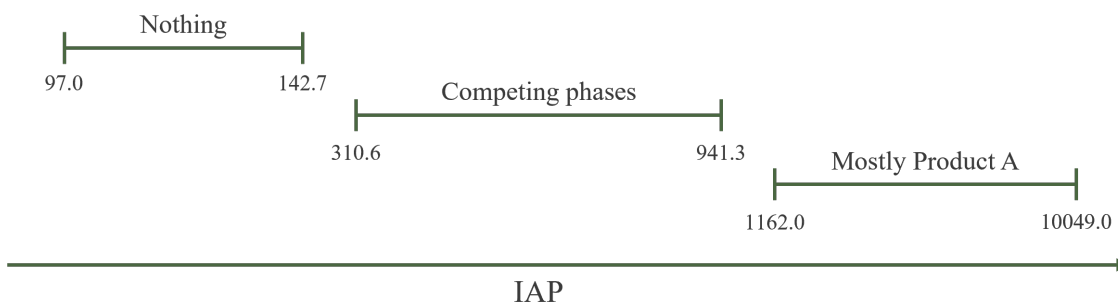 Nothing
97.0 142.7
Competing phases
310.6 941.3
Mostly Product A
1162.0 10049.0
IAP